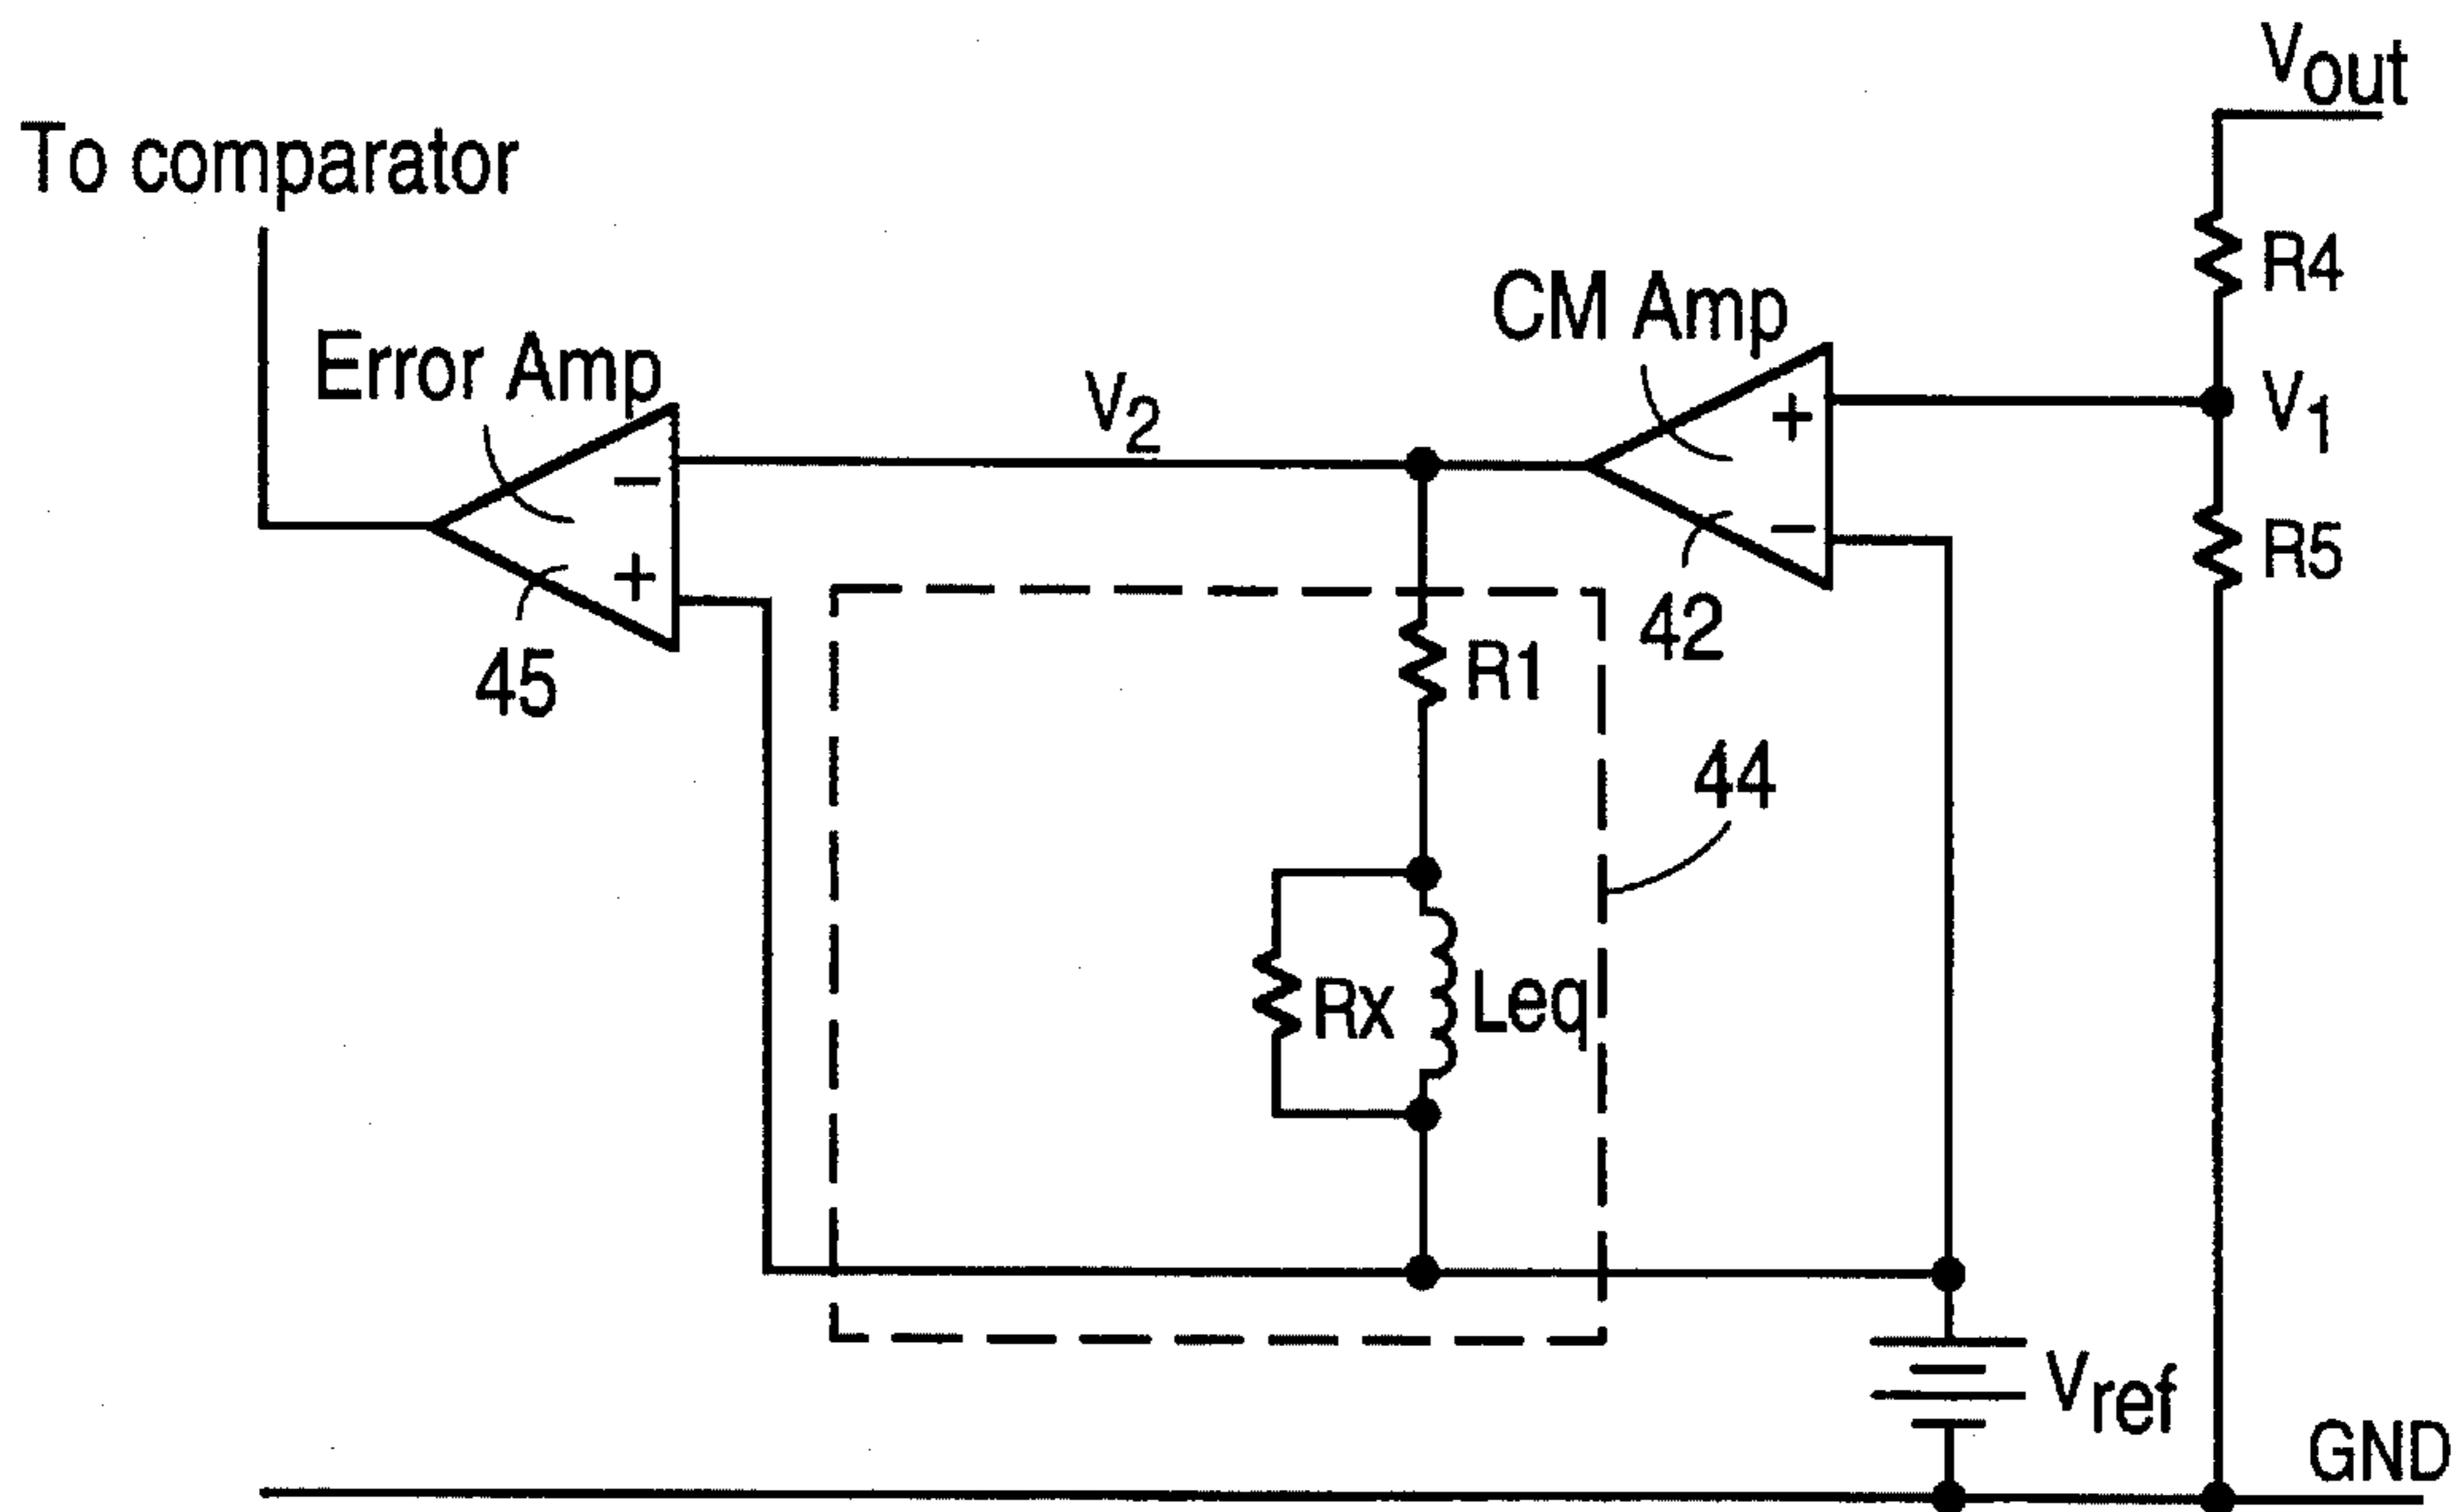 Vout
To comparator
R4
CM Amp
Error Amp
V2
+
V1
−
−
R5
+
42
45
R1
44
Rx
Leq
Vref
GND